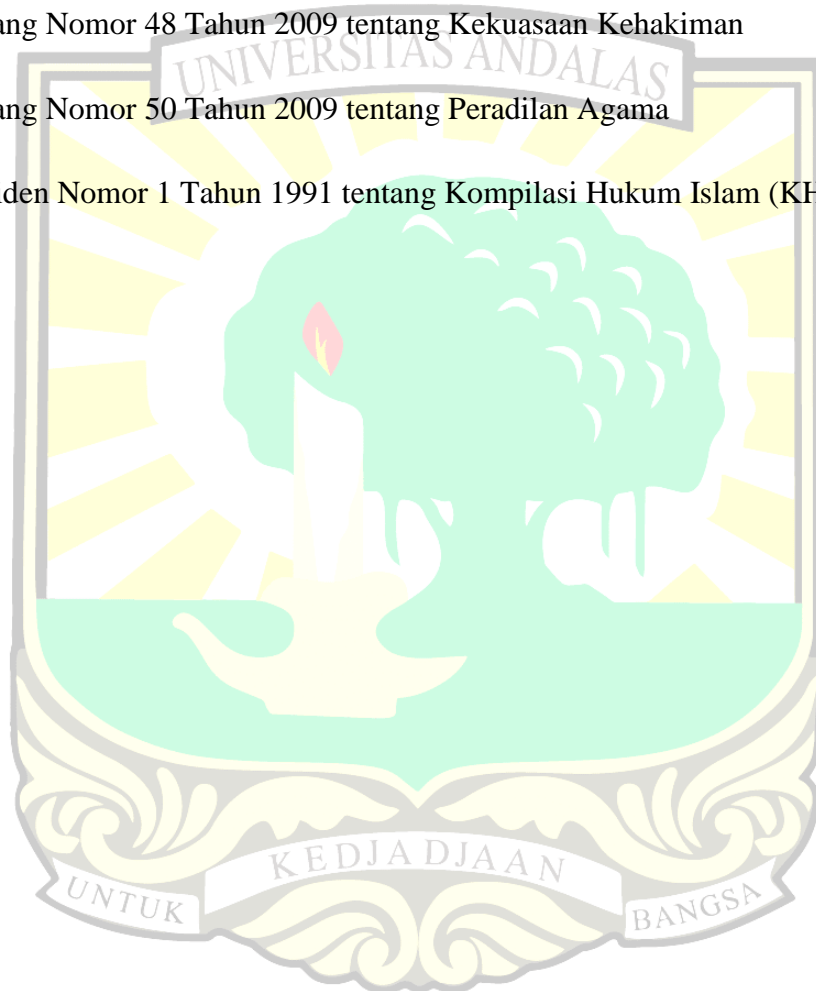 ang Nomor 48 Tahun 2009 tentang Kekuasaan Kehakiman
UNIVERSITAS ANDALAS
ang Nomor 50 Tahun 2009 tentang Peradilan Agama
iden Nomor 1 Tahun 1991 tentang Kompilasi Hukum Islam (KH
KEDJADJAAN
UNTUK
BANGSA